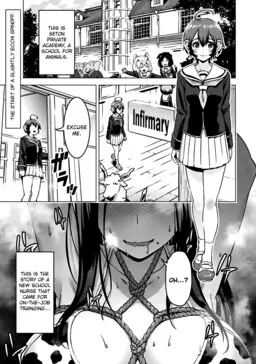 THE START OF A SLIGHTLY ECCHI SPINOFF
THIS IS
SETON
PRIVATE
ACADEMY, A
SCHOOL FOR
ANIMALS.
Infirmary
EXCUSE
ME.
OH...?
THIS IS THE
STORY OF A
NEW SCHOOL
NURSE THAT
CAME FOR
ON-THE-JOB
TRAINGING...